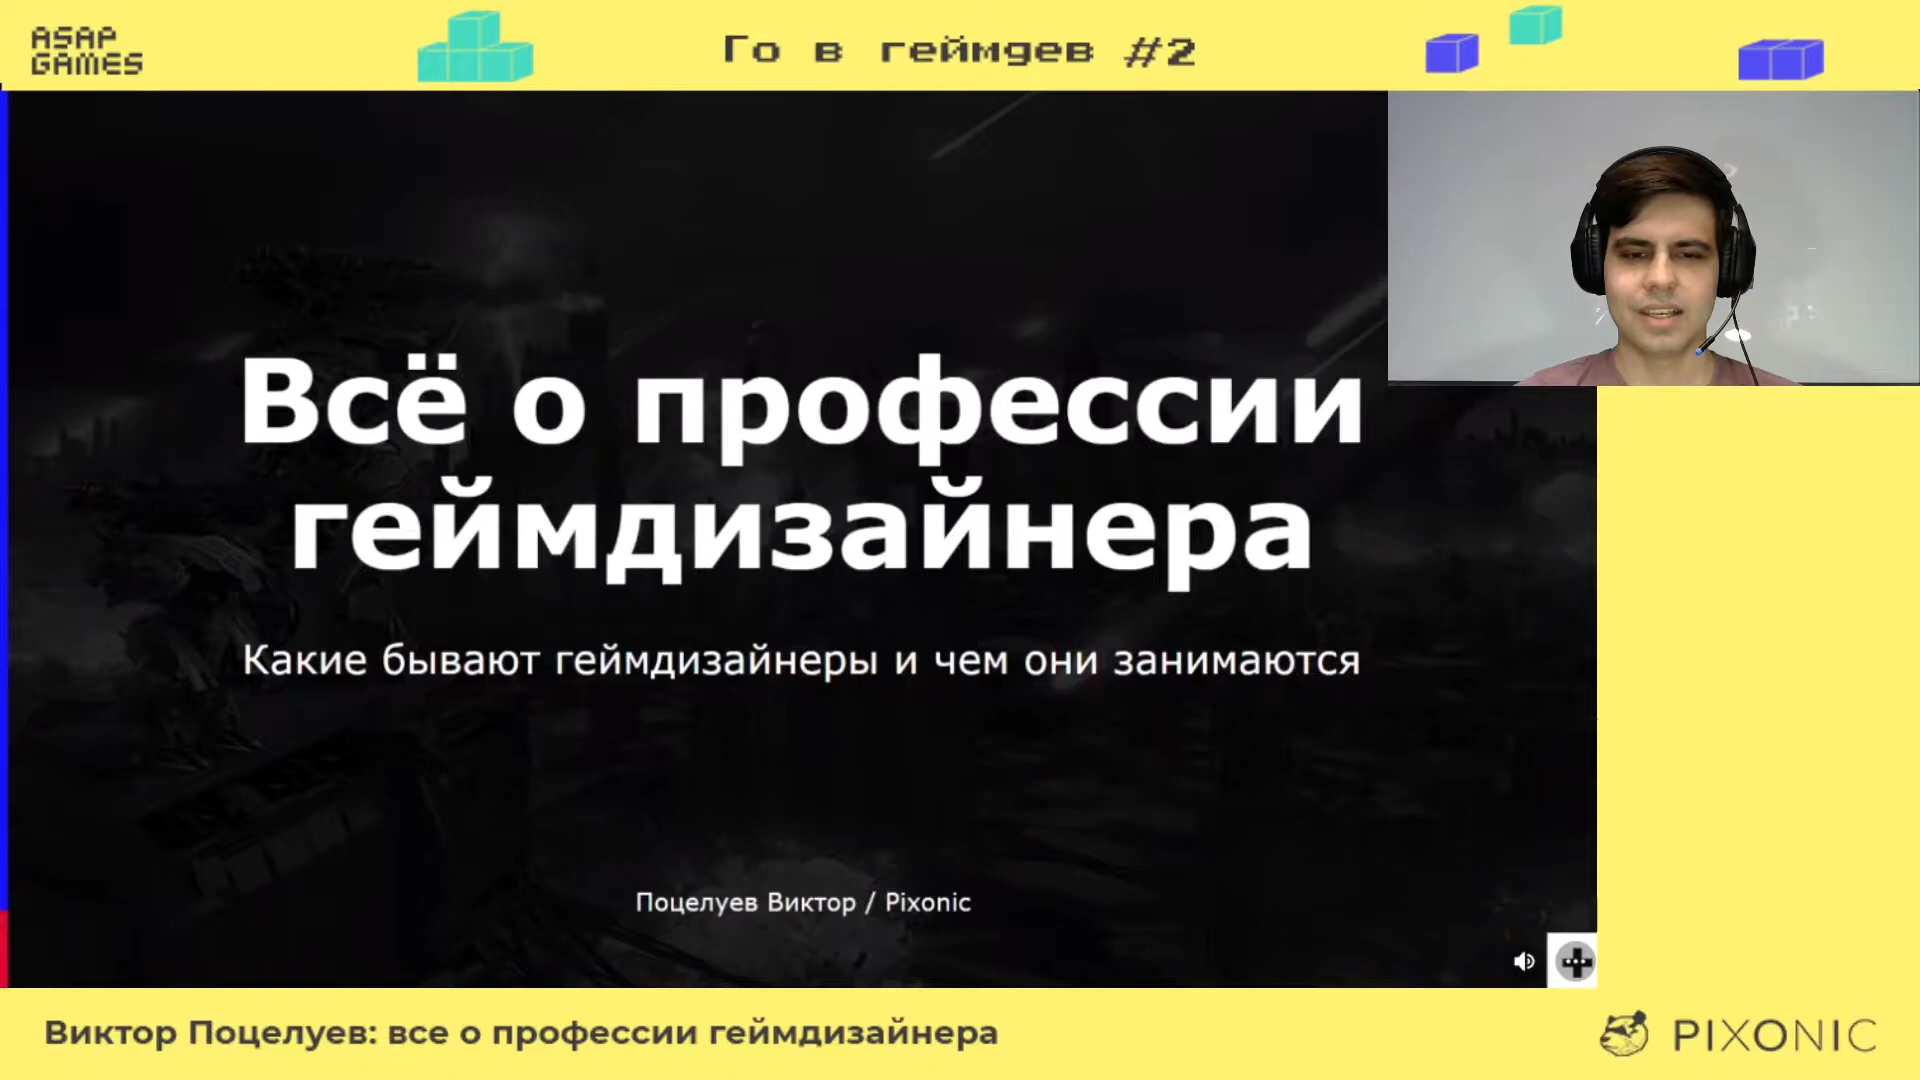 ASAP
GAMES
Го в геймдев #2
Всё о профессии
геймдизайнера
Какие бывают геймдизайнеры и чем они занимаются
Поцелуев Виктор / Pixonic
Виктор Поцелуев: все о профессии геймдизайнера
PIXONIC